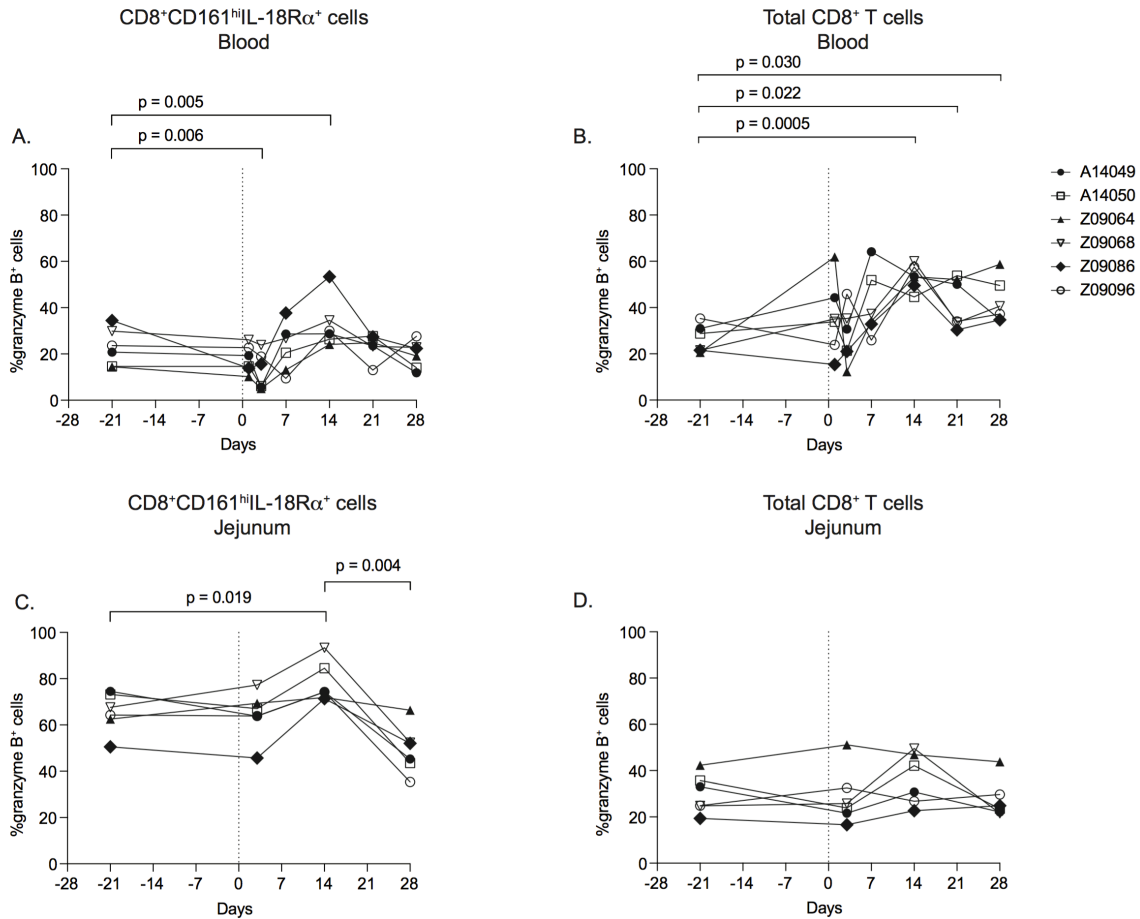 CD8⁺CD161ʰⁱIL-18Rα⁺ cells
Blood
p = 0.005
p = 0.006
A.
100
80
60
40
20
0
%granzyme B⁺ cells
-28 -21 -14 -7 0 7 14 21 28
Days
Total CD8⁺ T cells
Blood
p = 0.030
p = 0.022
p = 0.0005
B.
100
80
60
40
20
0
%granzyme B⁺ cells
-28 -21 -14 -7 0 7 14 21 28
Days
A14049
A14050
Z09064
Z09068
Z09086
Z09096
CD8⁺CD161ʰⁱIL-18Rα⁺ cells
Jejunum
p = 0.004
p = 0.019
C.
100
80
60
40
20
0
%granzyme B⁺ cells
-28 -21 -14 -7 0 7 14 21 28
Days
Total CD8⁺ T cells
Jejunum
D.
100
80
60
40
20
0
%granzyme B⁺ cells
-28 -21 -14 -7 0 7 14 21 28
Days